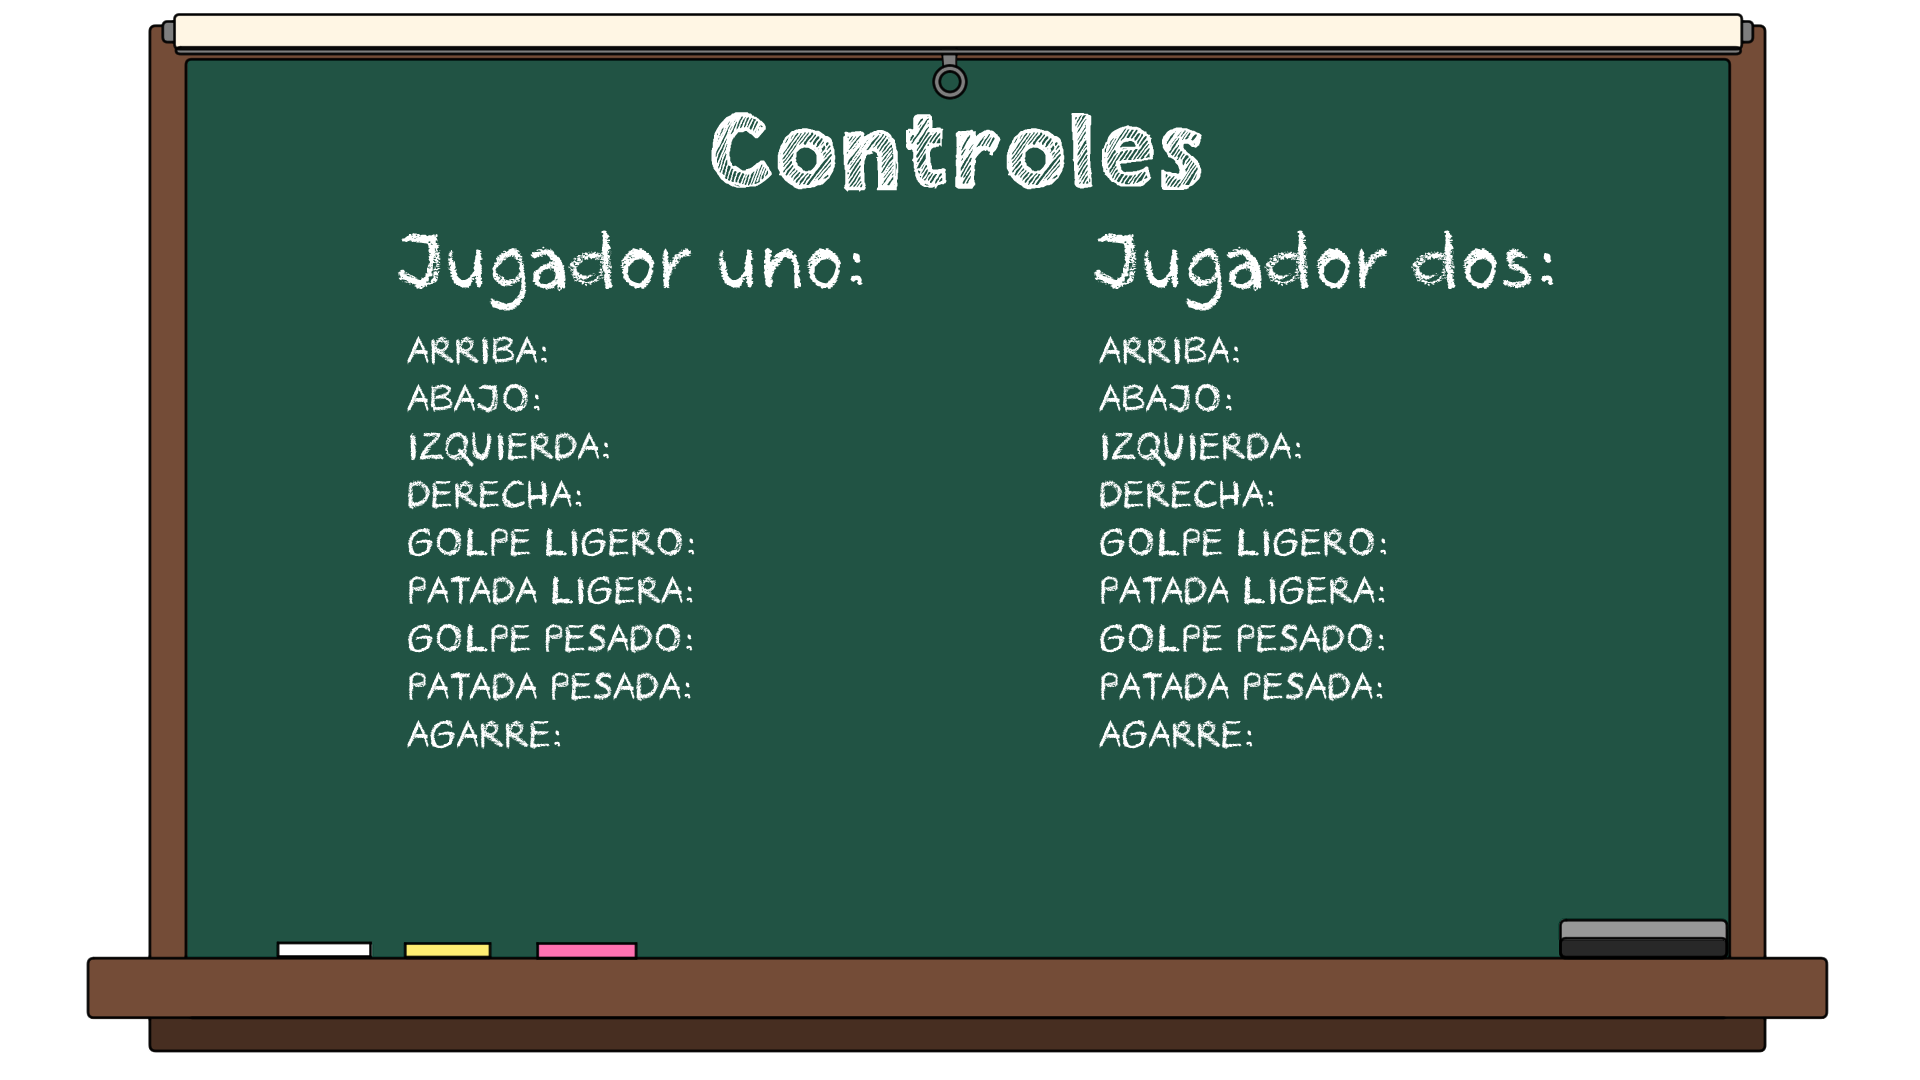 Controles
Jugador uno:
ARRIBA:
ABAJO:
IZQUIERDA:
DERECHA:
GOLPE LIGERO:
PATADA LIGERA:
GOLPE PESADO:
PATADA PESADA:
AGARRE:
Jugador dos:
ARRIBA:
ABAJO:
IZQUIERDA:
DERECHA:
GOLPE LIGERO:
PATADA LIGERA:
GOLPE PESADO:
PATADA PESADA:
AGARRE: